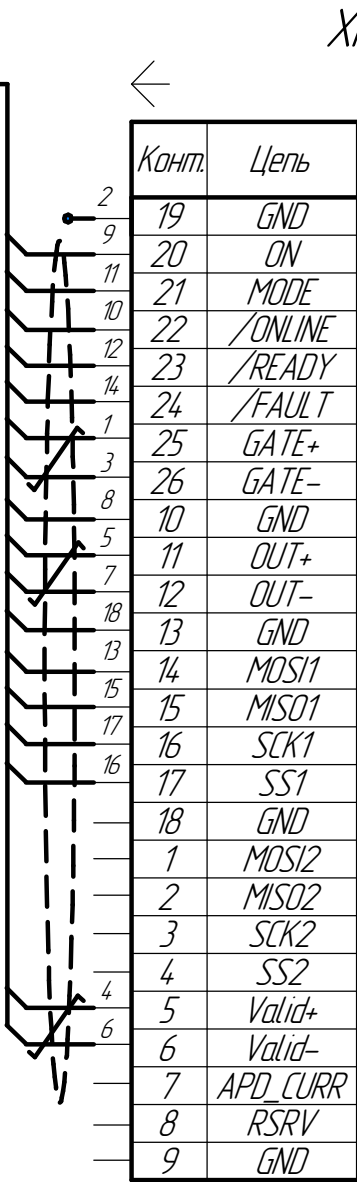 Конт. Цепь
2 19 GND
9 20 ON
11 21 MODE
10 22 /ONLINE
12 23 /READY
14 24 /FAULT
1 25 GATE+
3 26 GATE-
8 10 GND
5 11 OUT+
7 12 OUT-
18 13 GND
13 14 MOSI1
15 15 MISO1
17 16 SCK1
16 17 SS1
18 GND
1 MOSI2
2 MISO2
3 SCK2
4 SS2
4 5 Valid+
6 6 Valid-
7 APD_CURR
8 RSRV
9 GND